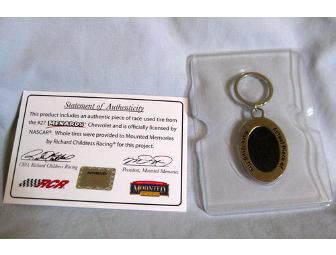 Statement of Authenticity
This product includes an authentic piece of race used tire from
the #27 MENARDS Chevrolet and is officially licensed by
NASCAR®. Whole tires were provided to Mounted Memories
by Richard Childress Racing® for this project.
CEO, Richard Childress Racing
President, Mounted Memories
RCR
MOUNTED
MEMORIES